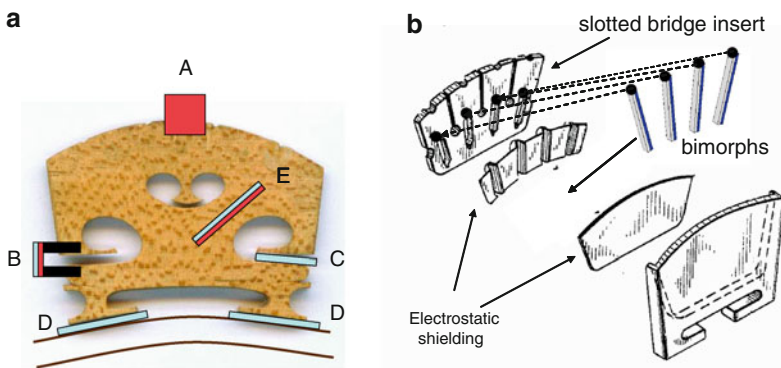 a
A
E
B
C
D
D
b
slotted bridge insert
bimorphs
Electrostatic
shielding